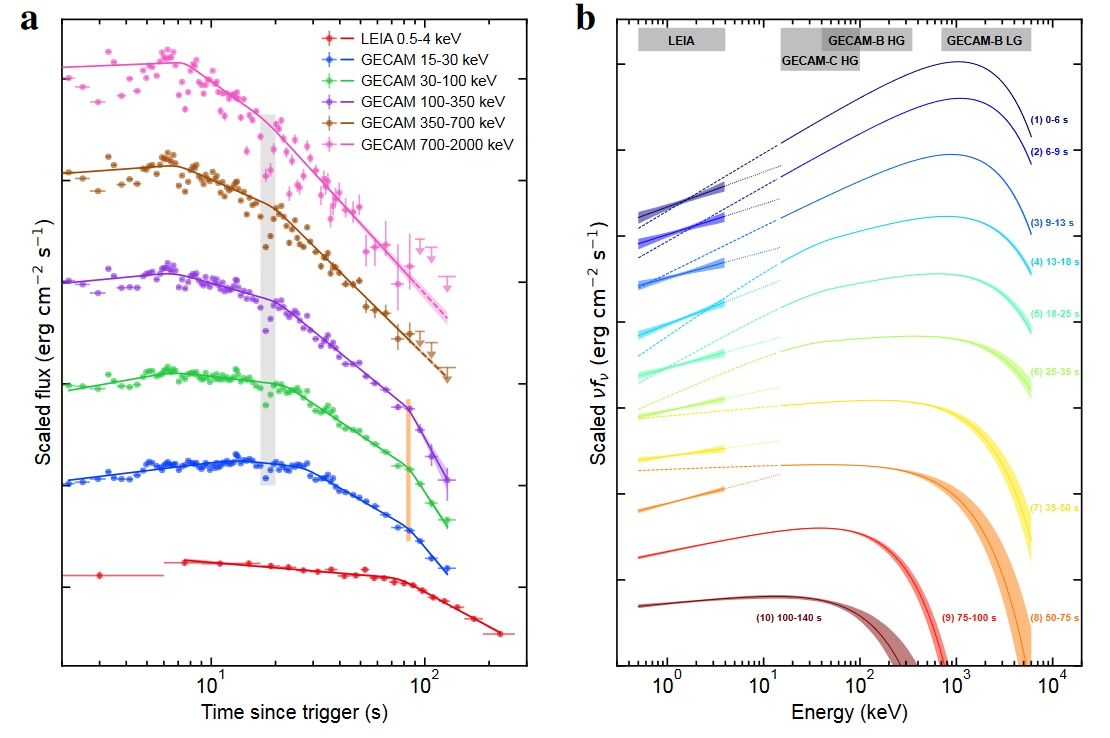 a
LEIA 0.5-4 keV
GECAM 15-30 keV
GECAM 30-100 keV
GECAM 100-350 keV
GECAM 350-700 keV
GECAM 700-2000 keV
Scaled flux (erg cm⁻² s⁻¹)
10¹
10²
Time since trigger (s)
b
LEIA
GECAM-B HG
GECAM-B LG
GECAM-C HG
(1) 0-6 s
(2) 6-9 s
(3) 9-13 s
(4) 13-18 s
(5) 18-25 s
(6) 25-35 s
(7) 35-50 s
(8) 50-75 s
(9) 75-100 s
(10) 100-140 s
Scaled νfν (erg cm⁻² s⁻¹)
10⁰
10¹
10²
10³
10⁴
Energy (keV)